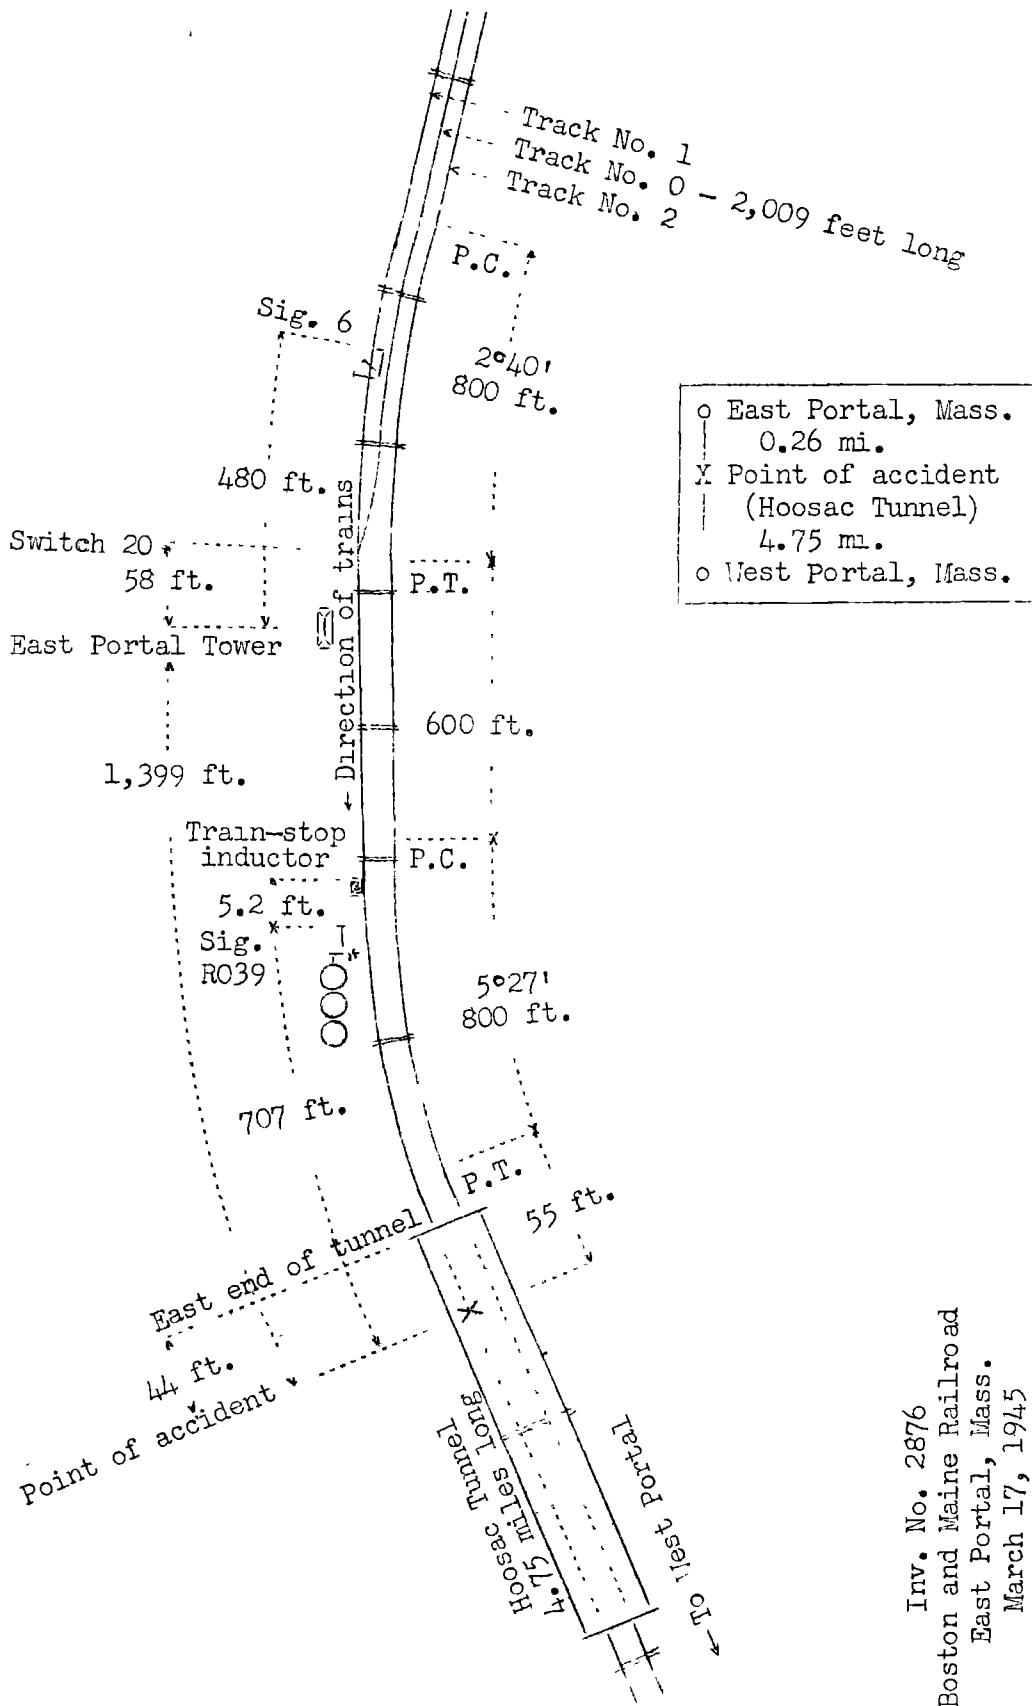 Track No. 1
Track No. 0 - 2,009 feet long
Track No. 2
P.C.
Sig. 6
2°40'
800 ft.
480 ft.
Direction of trains
Switch 20
58 ft.
P.T.
East Portal Tower
600 ft.
1,399 ft.
Train-stop
inductor
P.C.
5.2 ft.
Sig.
R039
5°27'
800 ft.
707 ft.
P.T.
55 ft.
East end of tunnel
44 ft.
Point of accident
Hoosac Tunnel
4.75 miles long
To West Portal
East Portal, Mass.
0.26 mi.
X Point of accident
(Hoosac Tunnel)
4.75 mi.
West Portal, Mass.
Inv. No. 2876
Boston and Maine Railroad
East Portal, Mass.
March 17, 1945